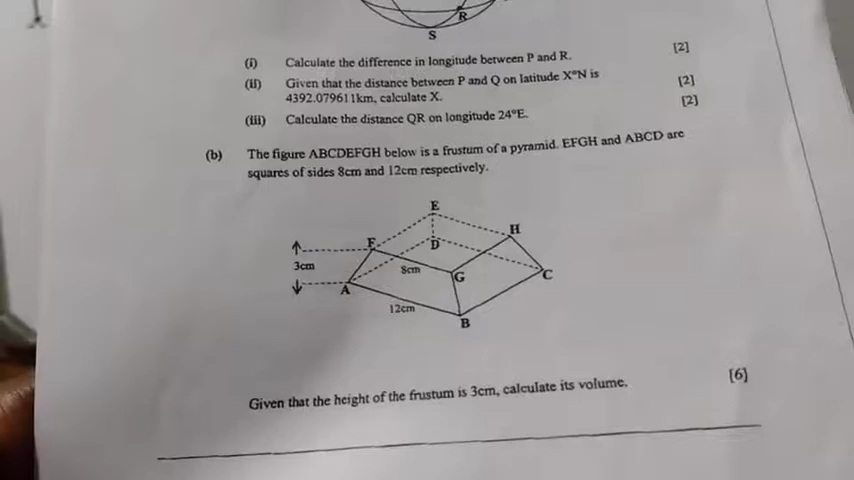 R
S
(i) Calculate the difference in longitude between P and R. [2]
(ii) Given that the distance between P and Q on latitude X°N is [2]
4392.079611km, calculate X.
(iii) Calculate the distance QR on longitude 24°E. [2]
(b) The figure ABCDEFGH below is a frustum of a pyramid. EFGH and ABCD are
squares of sides 8cm and 12cm respectively.
E
H
F
D
3cm
8cm
G
C
A
12cm
B
Given that the height of the frustum is 3cm, calculate its volume. [6]